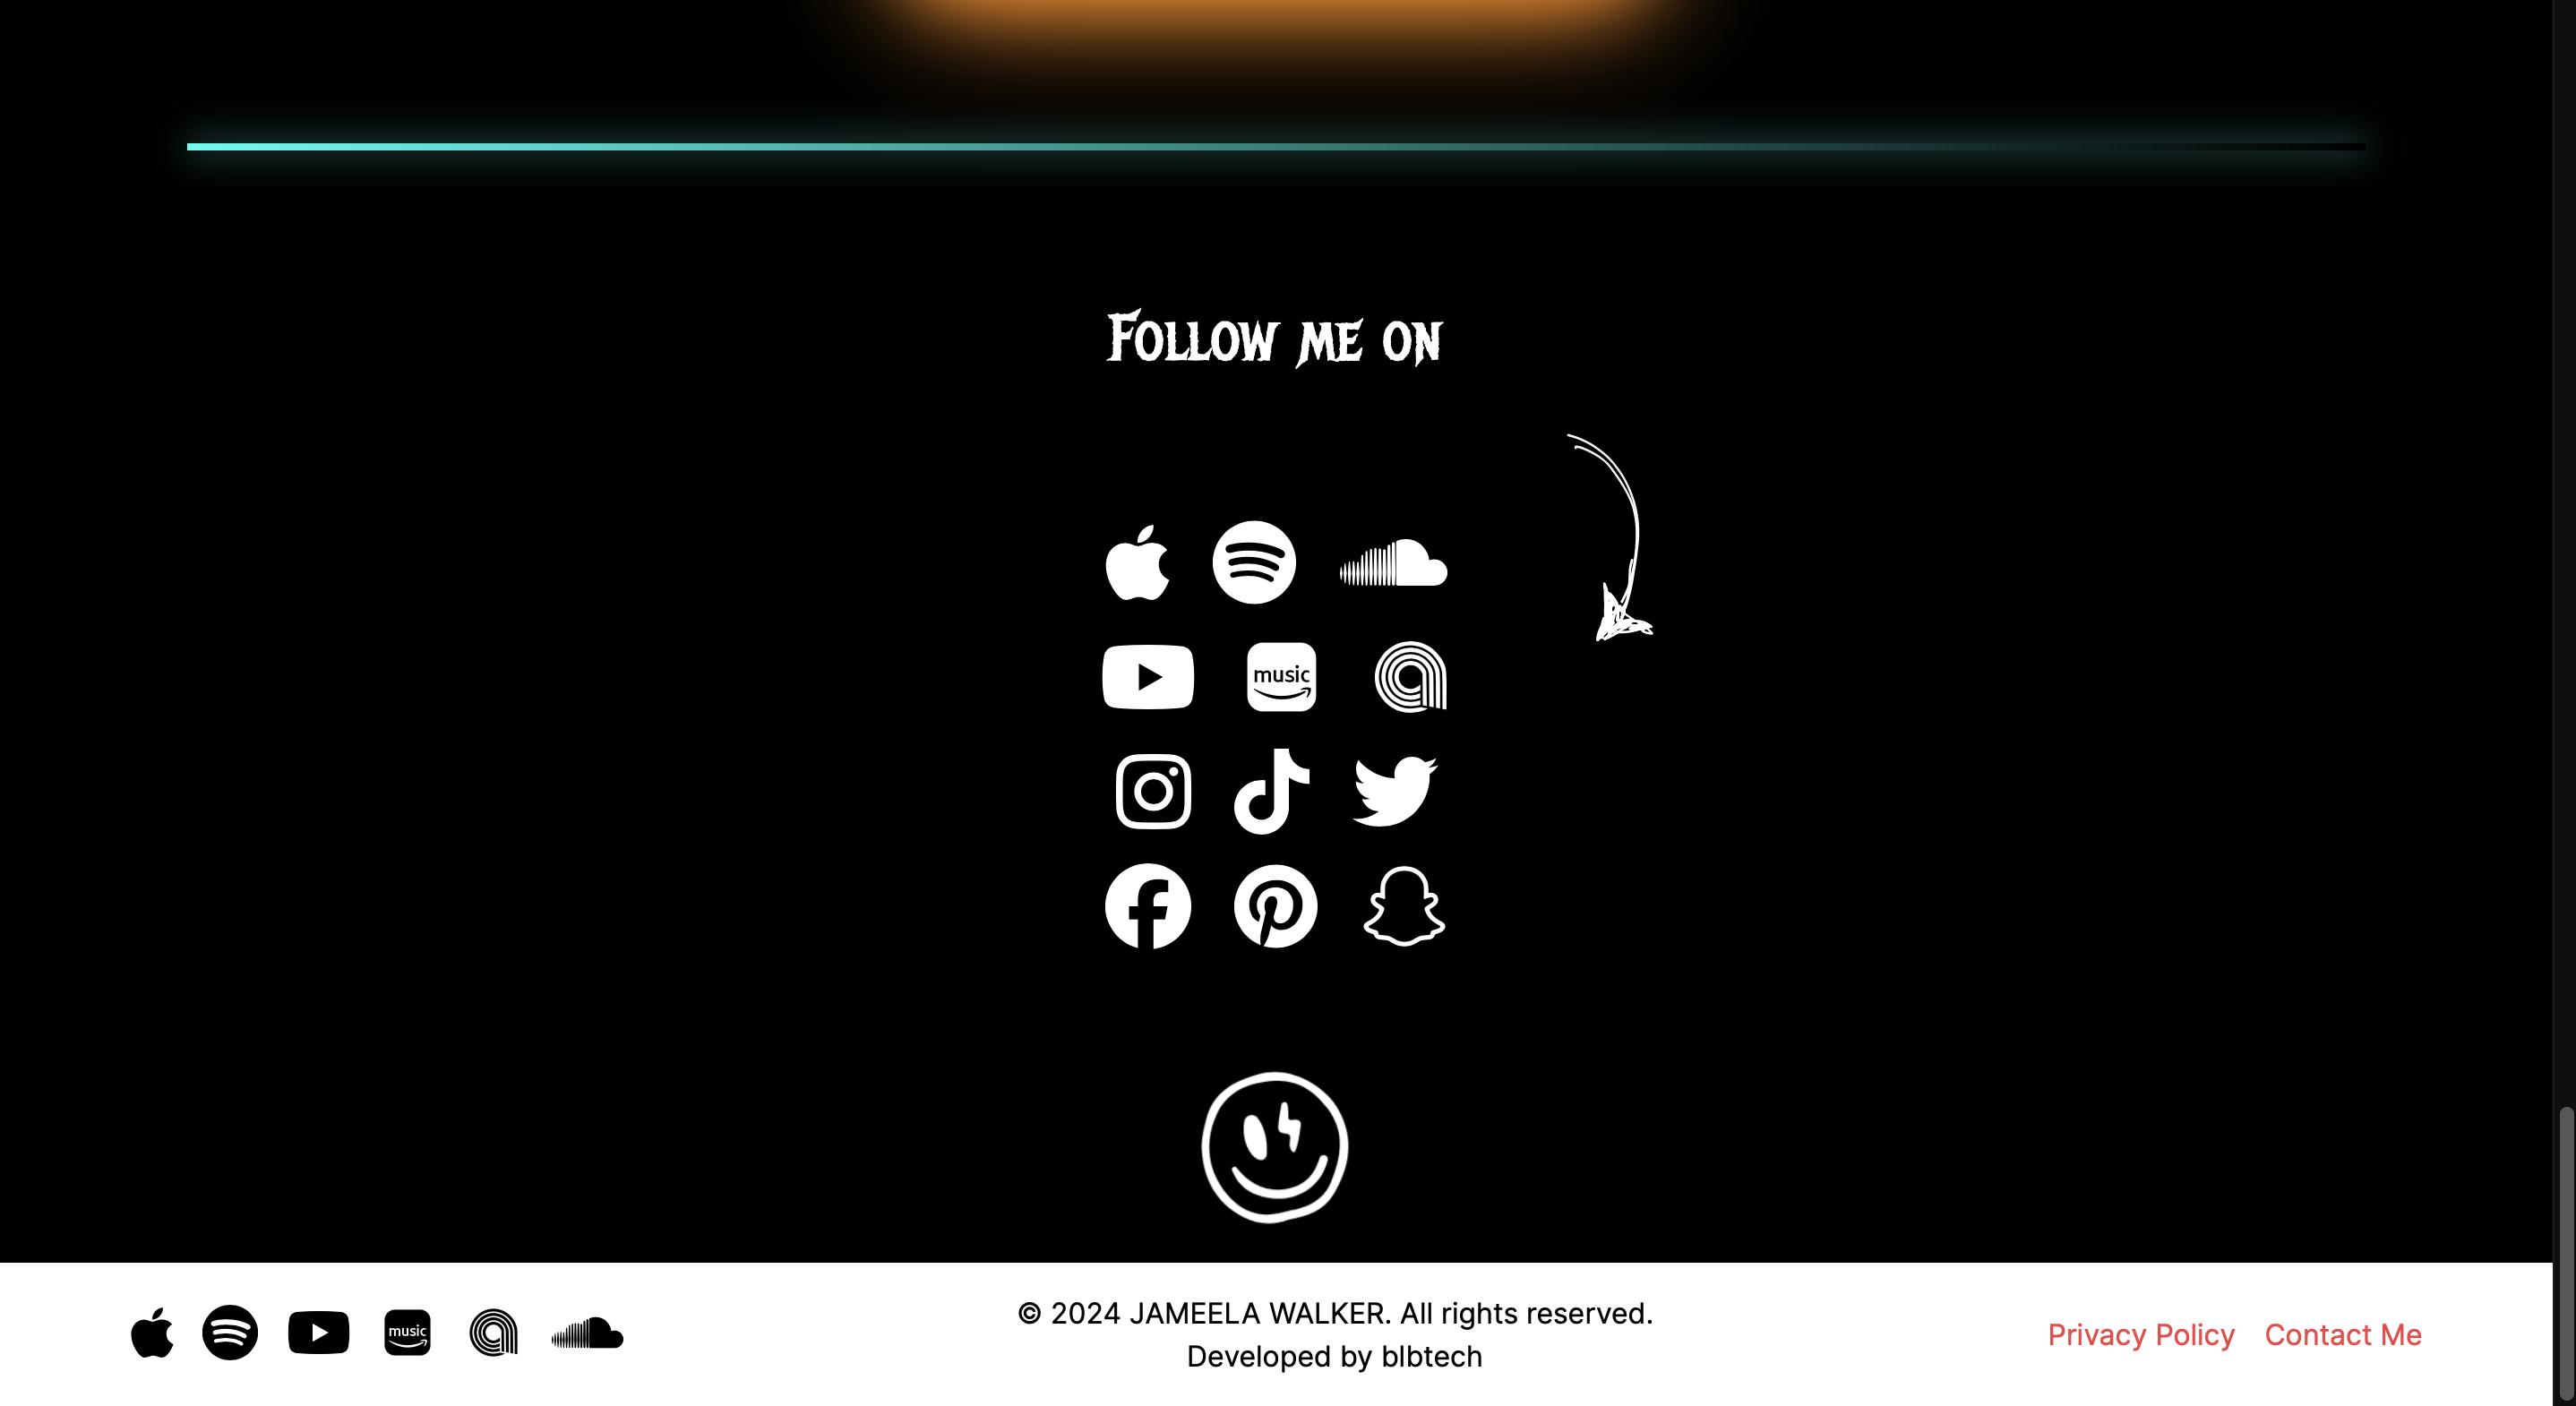 Follow me on
music
music
© 2024 JAMEELA WALKER. All rights reserved.
Developed by blbtech
Privacy Policy Contact Me